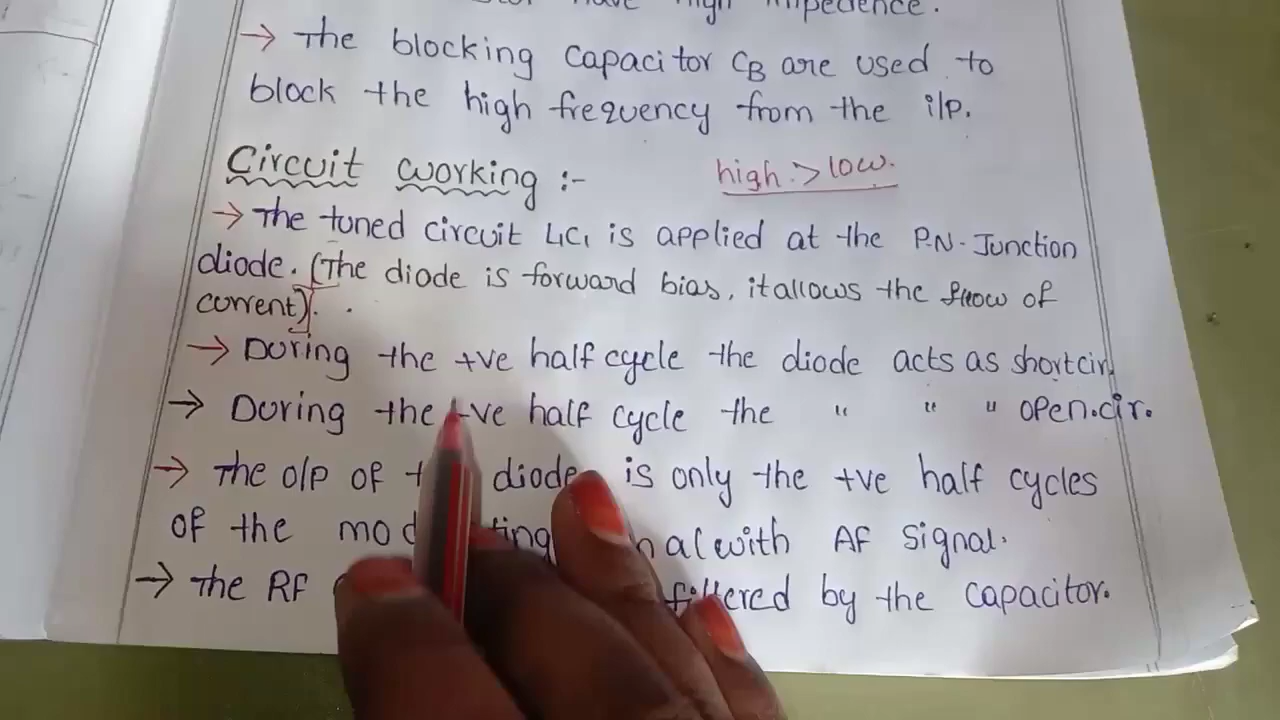 have high impedence.
→ The blocking capacitor CB are used to
block the high frequency from the i/p.
Circuit working :-
high > low.
→ The tuned circuit L1C1 is applied at the P.N. Junction
diode. (The diode is forward bias, it allows the flow of
current).
→ During the +ve half cycle the diode acts as short cir
→ During the ve half cycle the " " " open.cir.
→ The o/p of diode is only the +ve half cycles
of the with AF signal.
→ The RF filtered by the capacitor.